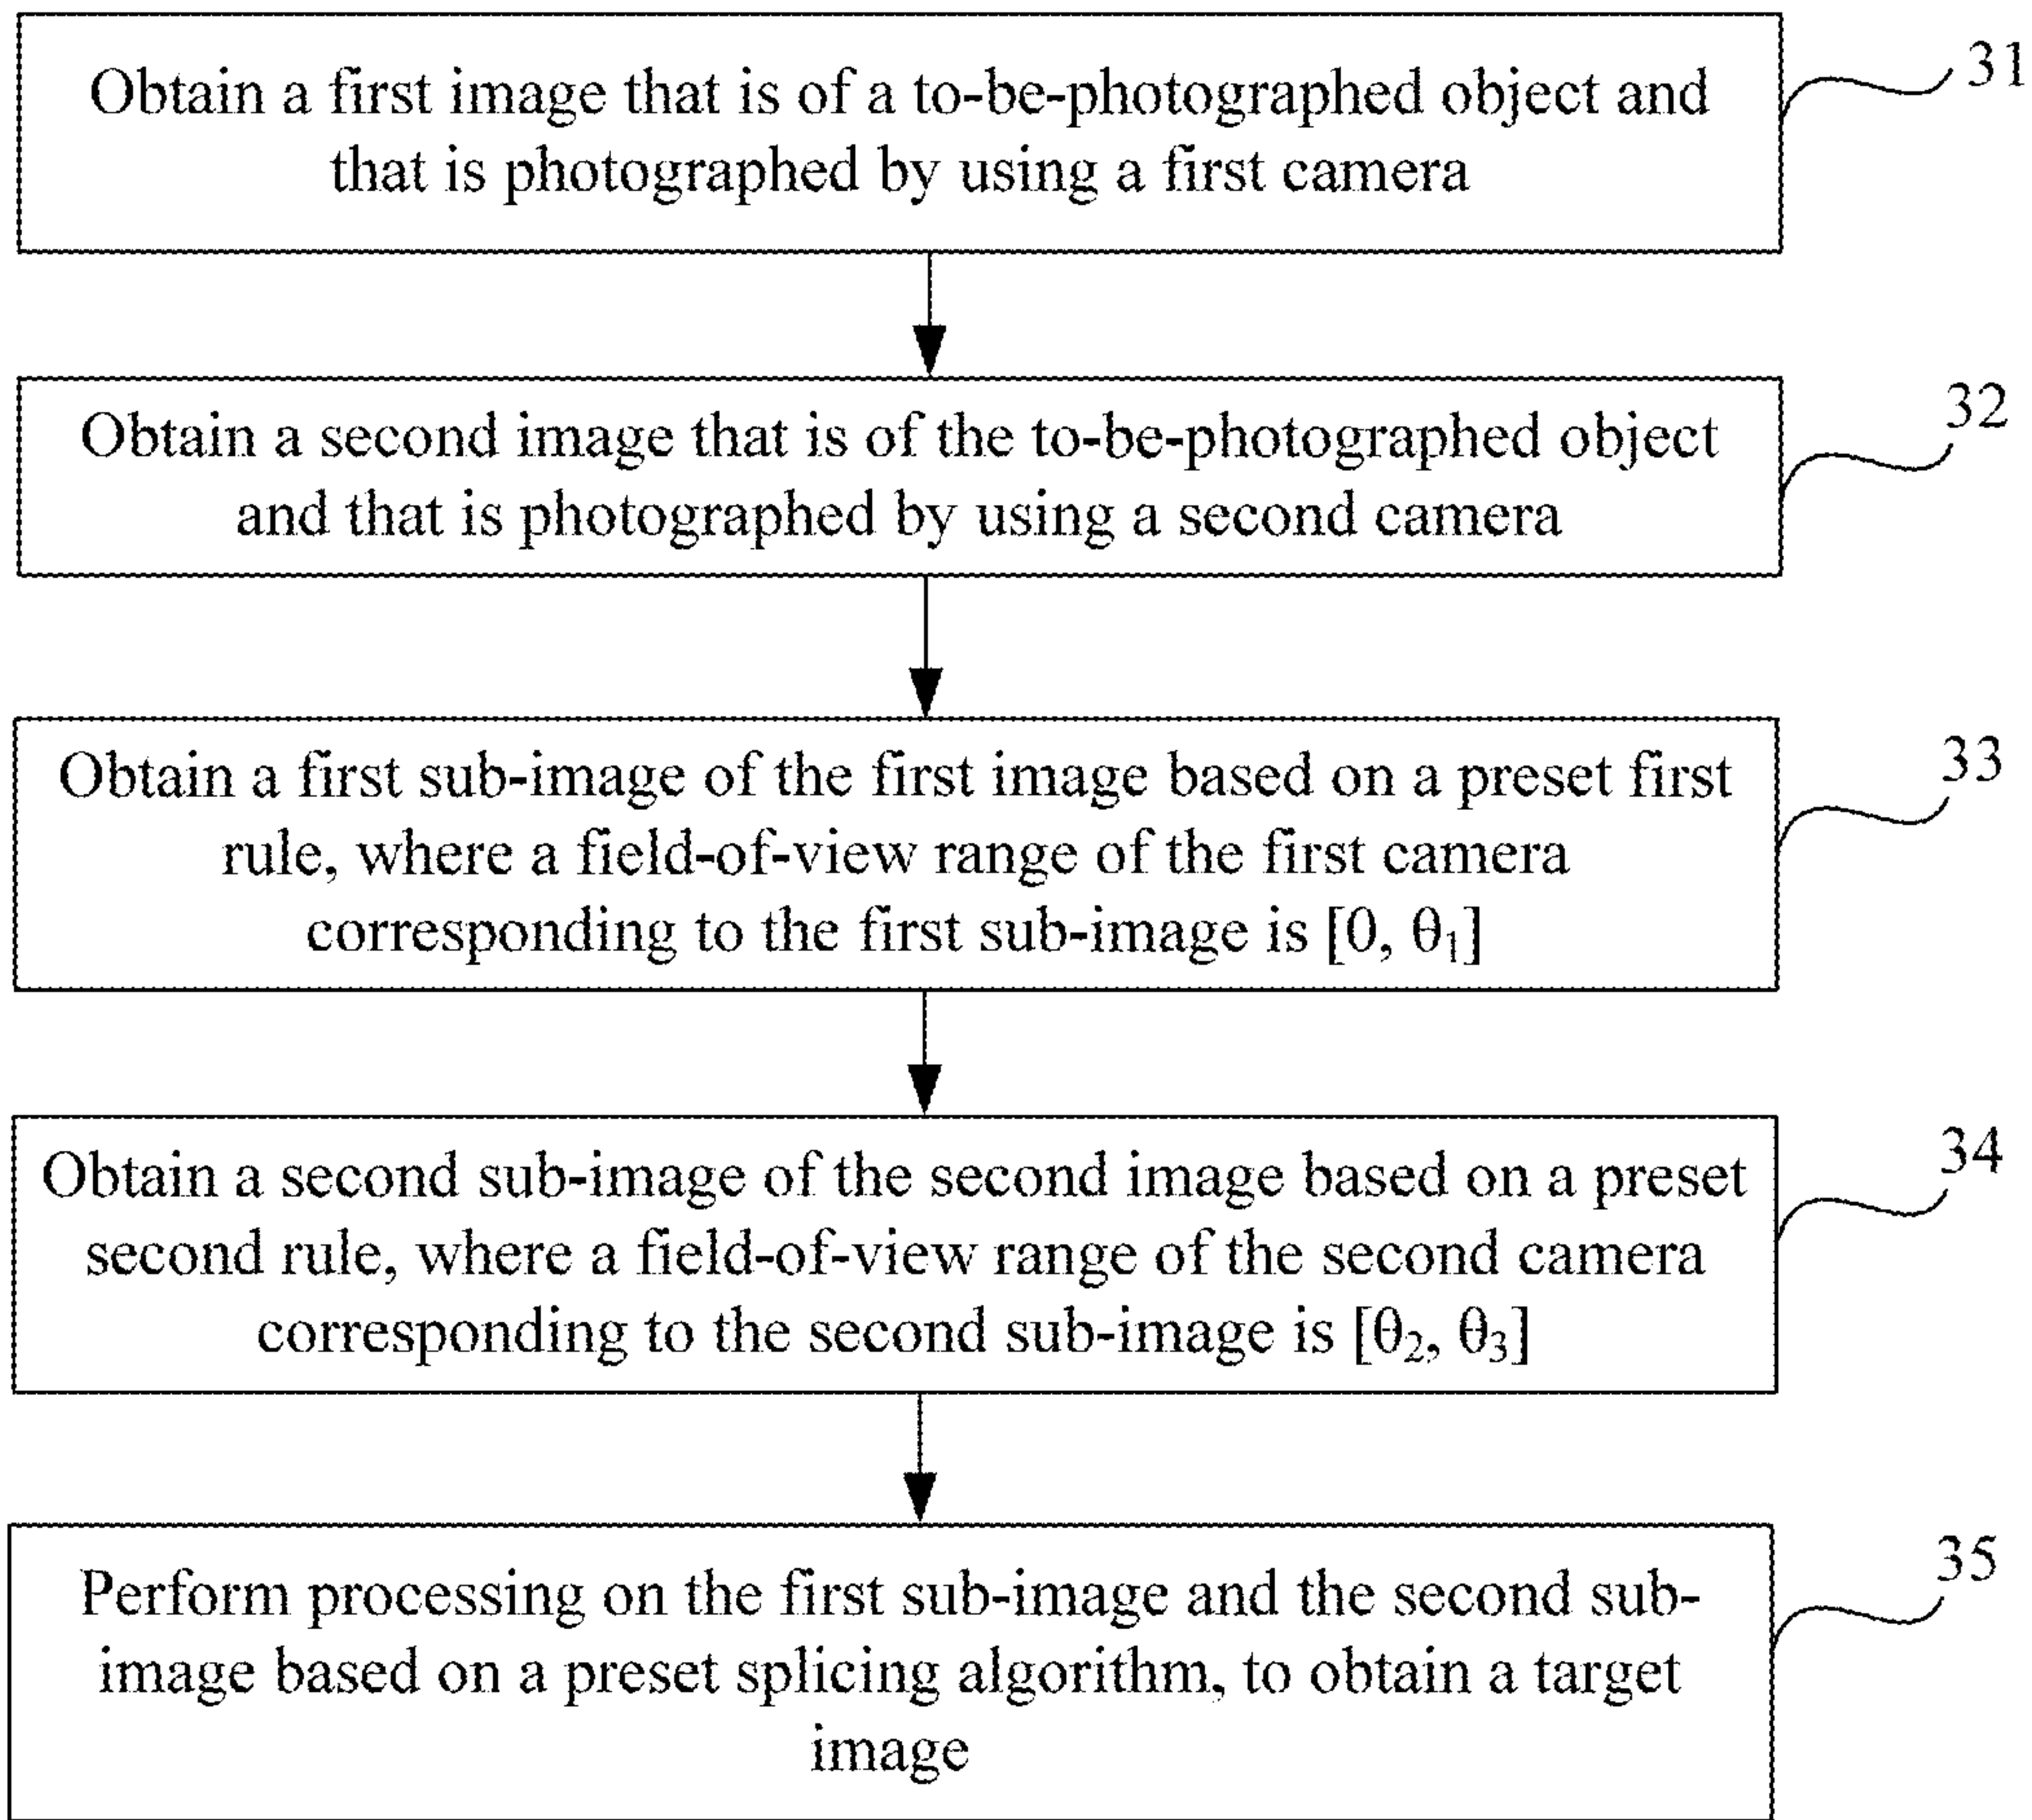 Obtain a first image that is of a to-be-photographed object and
that is photographed by using a first camera
31
Obtain a second image that is of the to-be-photographed object
and that is photographed by using a second camera
32
Obtain a first sub-image of the first image based on a preset first
rule, where a field-of-view range of the first camera
corresponding to the first sub-image is [0, θ₁]
33
Obtain a second sub-image of the second image based on a preset
second rule, where a field-of-view range of the second camera
corresponding to the second sub-image is [θ₂, θ₃]
34
Perform processing on the first sub-image and the second sub-
image based on a preset splicing algorithm, to obtain a target
image
35